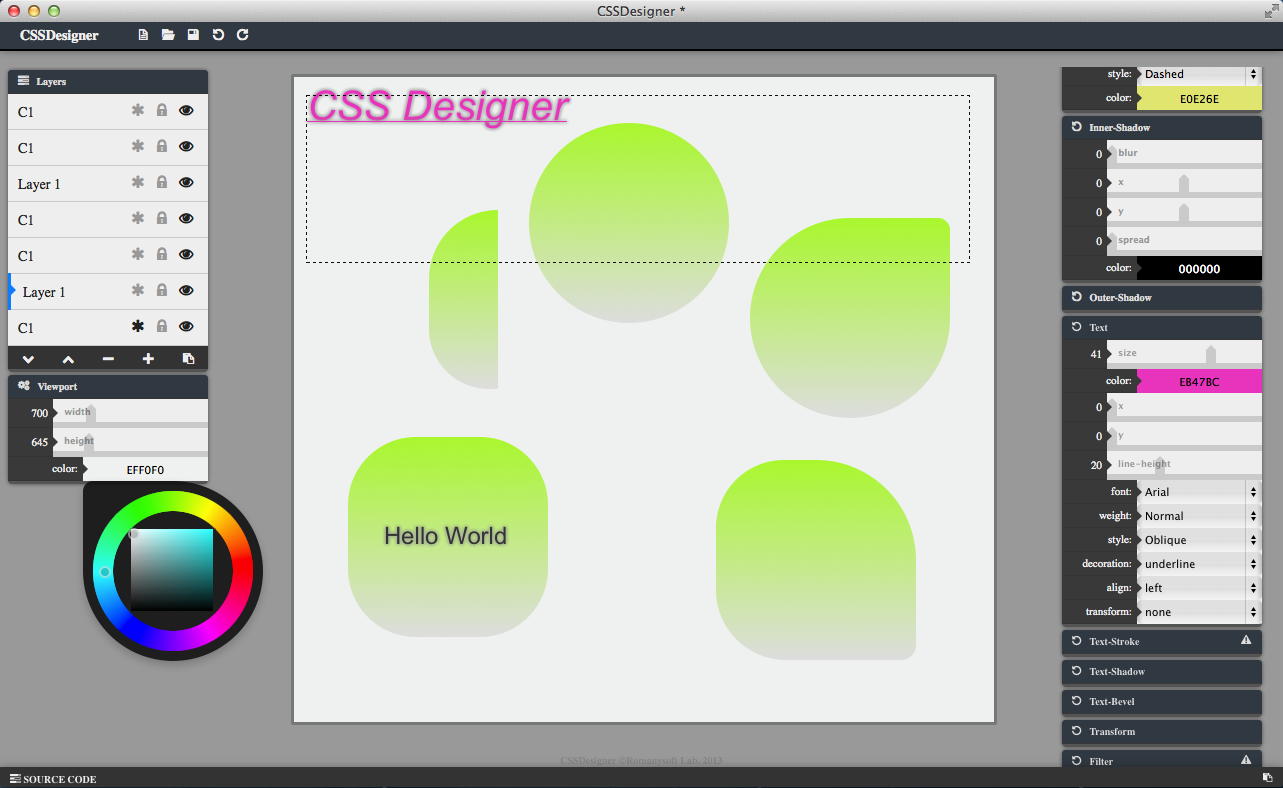 CSSDesigner *
CSSDesigner
Layers
C1
C1
Layer 1
C1
C1
Layer 1
C1
Viewport
700 width
645 height
color: EFF0F0
CSS Designer
Hello World
CSSDesigner ©Romanysoft Lab. 2013
style: Dashed
color: E0E26E
Inner-Shadow
0 blur
0 x
0 y
0 spread
color: 000000
Outer-Shadow
Text
41 size
color: EB47BC
0 x
0 y
20 line-height
font: Arial
weight: Normal
style: Oblique
decoration: underline
align: left
transform: none
Text-Stroke
Text-Shadow
Text-Bevel
Transform
Filter
SOURCE CODE